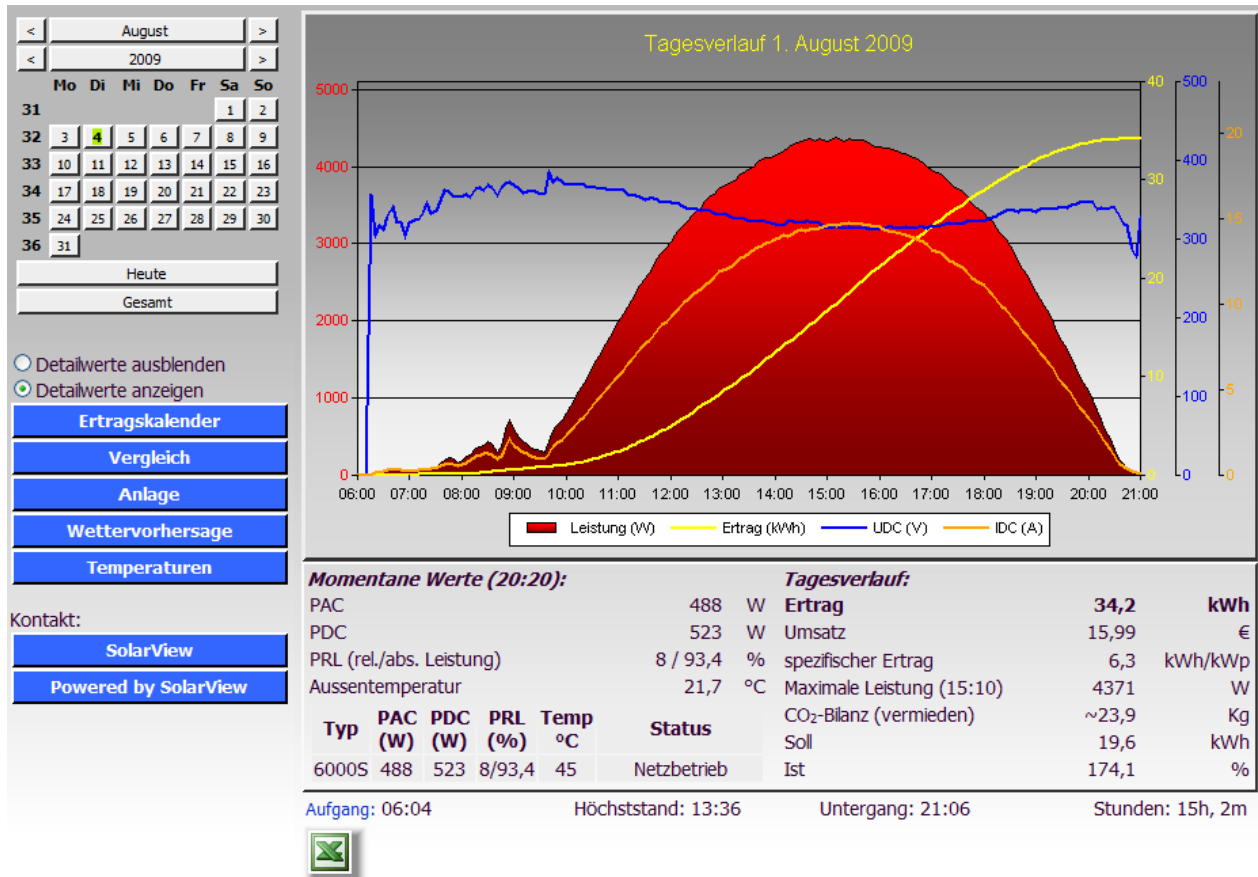 < August >
< 2009 >
Mo Di Mi Do Fr Sa So
31 1 2
32 3 4 5 6 7 8 9
33 10 11 12 13 14 15 16
34 17 18 19 20 21 22 23
35 24 25 26 27 28 29 30
36 31
Heute
Gesamt
Detailwerte ausblenden
Detailwerte anzeigen
Ertragskalender
Vergleich
Anlage
Wettervorhersage
Temperaturen
Kontakt:
SolarView
Powered by SolarView
Tagesverlauf 1. August 2009
5000
4000
3000
2000
1000
0
40
30
20
10
0
500
400
300
200
100
0
20
15
10
5
0
06:00 07:00 08:00 09:00 10:00 11:00 12:00 13:00 14:00 15:00 16:00 17:00 18:00 19:00 20:00 21:00
Leistung (W) Ertrag (kWh) UDC (V) IDC (A)
Momentane Werte (20:20):
PAC 488 W
PDC 523 W
PRL (rel./abs. Leistung) 8 / 93,4 %
Aussentemperatur 21,7 °C
Typ PAC (W) PDC (W) PRL (%) Temp °C Status
6000S 488 523 8/93,4 45 Netzbetrieb
Tagesverlauf:
Ertrag 34,2 kWh
Umsatz 15,99 €
spezifischer Ertrag 6,3 kWh/kWp
Maximale Leistung (15:10) 4371 W
CO₂-Bilanz (vermieden) ~23,9 Kg
Soll 19,6 kWh
Ist 174,1 %
Aufgang: 06:04 Höchststand: 13:36 Untergang: 21:06 Stunden: 15h, 2m